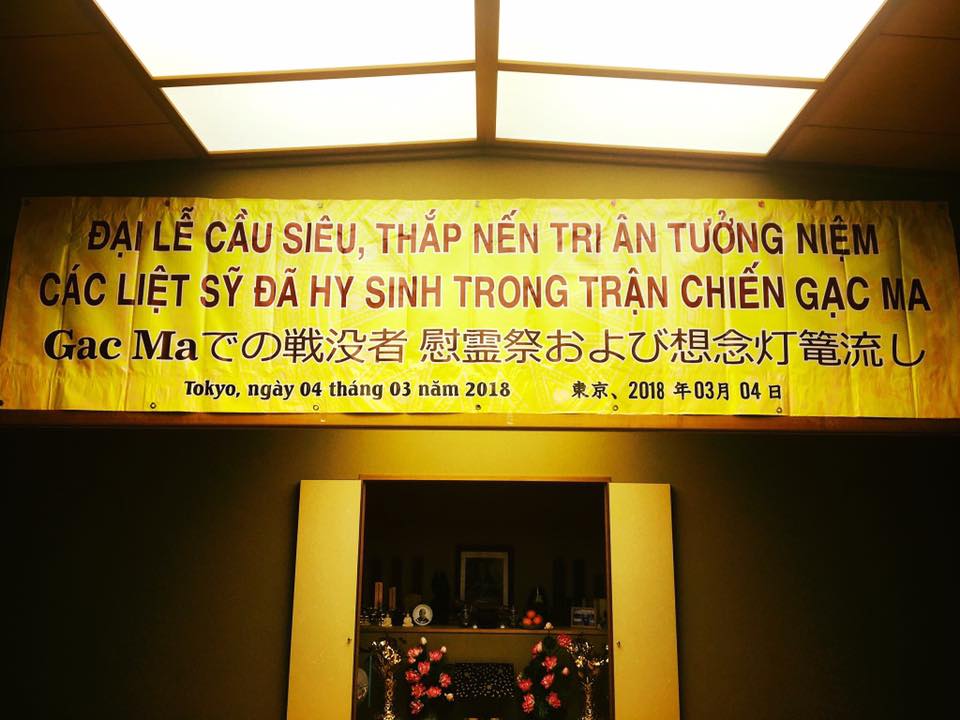 ĐẠI LỄ CẦU SIÊU, THẮP NẾN TRI ÂN TƯỞNG NIỆM
CÁC LIỆT SỸ ĐÃ HY SINH TRONG TRẬN CHIẾN GẠC MA
Gac Maでの戦没者 慰霊祭および想念灯篭流し
Tokyo, ngày 04 tháng 03 năm 2018 東京、2018 年 03月 04 日